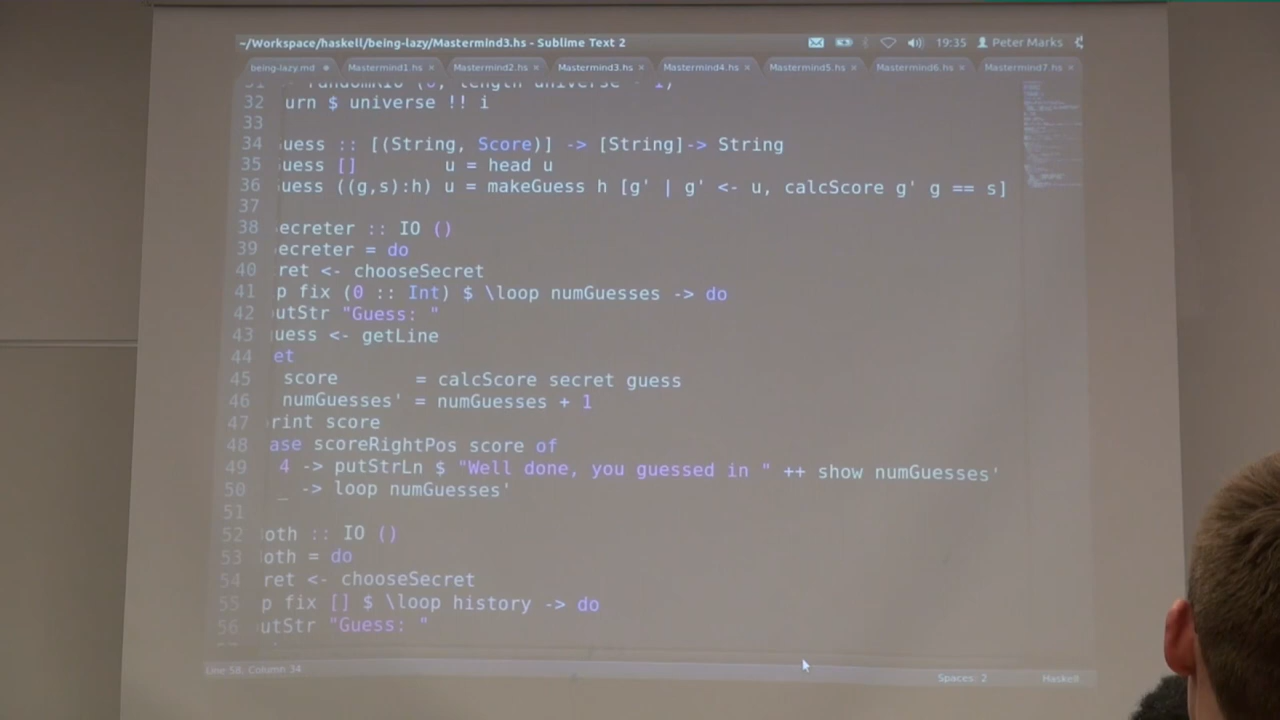 ~/Workspace/haskell/being-lazy/Mastermind3.hs - Sublime Text 2 19:35 Peter Marks
being-lazy.md Mastermind1.hs × Mastermind2.hs × Mastermind3.hs × Mastermind4.hs × Mastermind5.hs × Mastermind6.hs × Mastermind7.hs ×
32 urn $ universe !! i
33
34 uess :: [(String, Score)] -> [String]-> String
35 uess [] u = head u
36 uess ((g,s):h) u = makeGuess h [g' | g' <- u, calcScore g' g == s]
37
38 ecreter :: IO ()
39 ecreter = do
40 ret <- chooseSecret
41 p fix (0 :: Int) $ \loop numGuesses -> do
42 utStr "Guess: "
43 uess <- getLine
44 et
45 score = calcScore secret guess
46 numGuesses' = numGuesses + 1
47 rint score
48 ase scoreRightPos score of
49 4 -> putStrLn $ "Well done, you guessed in " ++ show numGuesses'
50 _ -> loop numGuesses'
51
52 oth :: IO ()
53 oth = do
54 ret <- chooseSecret
55 p fix [] $ \loop history -> do
56 utStr "Guess: "
Line 58, Column 34 Spaces: 2 Haskell